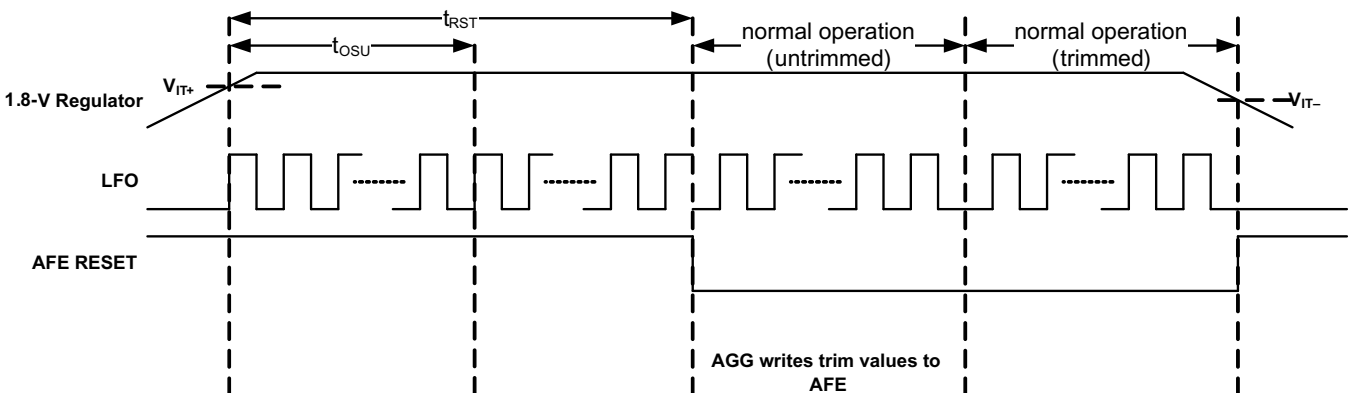 tRST
tOSU
normal operation
(untrimmed)
normal operation
(trimmed)
VIT+
1.8-V Regulator
VIT–
LFO
AFE RESET
AGG writes trim values to
AFE